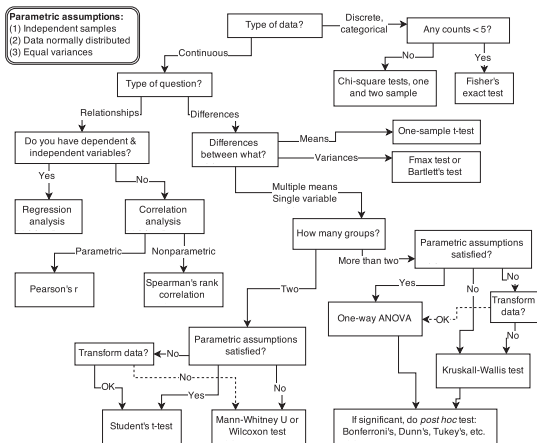 Parametric assumptions:
(1) Independent samples
(2) Data normally distributed
(3) Equal variances
Type of data?
Discrete,
categorical
Any counts < 5?
Continuous
No
Yes
Type of question?
Chi-square tests, one
and two sample
Fisher's
exact test
Relationships
Differences
Do you have dependent &
independent variables?
Differences
between what?
Means
One-sample t-test
Variances
Fmax test or
Bartlett's test
Yes
No
Multiple means
Single variable
Regression
analysis
Correlation
analysis
How many groups?
Parametric assumptions
satisfied?
Parametric
Nonparametric
More than two
Pearson's r
Spearman's rank
correlation
Two
Yes
No
No
Transform
data?
One-way ANOVA
OK
No
Parametric assumptions
satisfied?
Transform data?
No
Kruskall-Wallis test
No
OK
Yes
No
Student's t-test
Mann-Whitney U or
Wilcoxon test
If significant, do post hoc test:
Bonferroni's, Dunn's, Tukey's, etc.